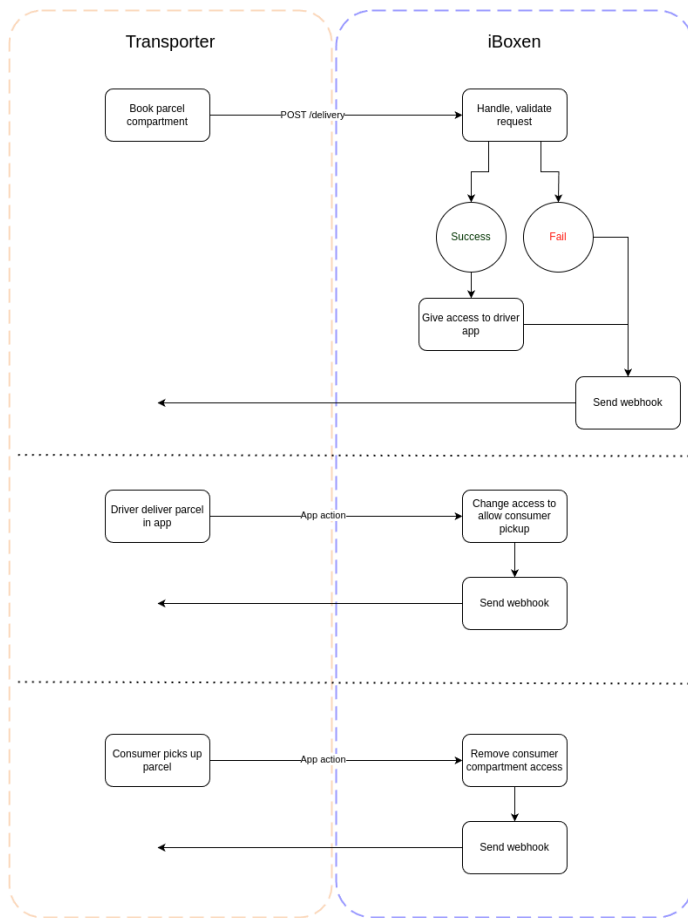 Transporter
iBoxen
Book parcel
compartment
POST /delivery
Handle, validate
request
Success
Fail
Give access to driver
app
Send webhook
Driver deliver parcel
in app
App action
Change access to
allow consumer
pickup
Send webhook
Consumer picks up
parcel
App action
Remove consumer
compartment access
Send webhook